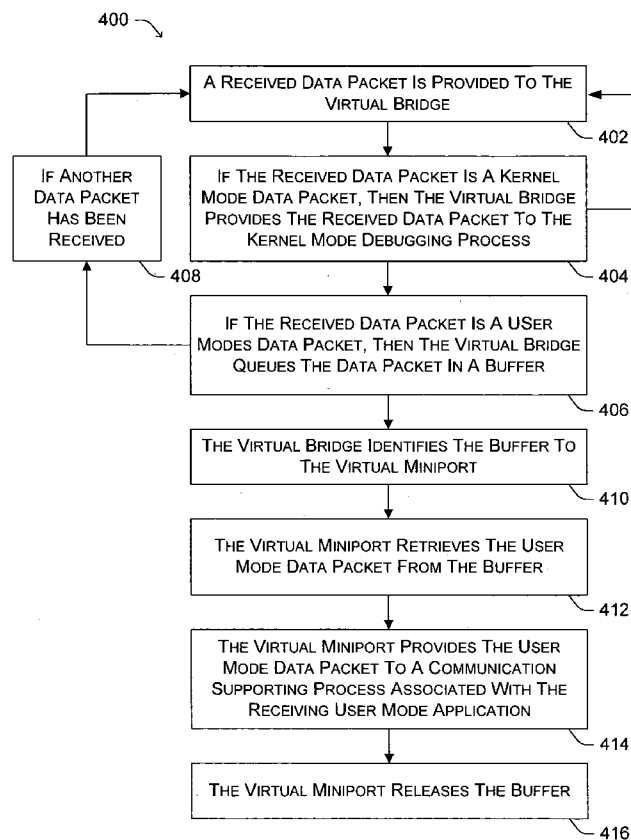 400
A RECEIVED DATA PACKET IS PROVIDED TO THE
VIRTUAL BRIDGE
402
IF ANOTHER
DATA PACKET
HAS BEEN
RECEIVED
408
IF THE RECEIVED DATA PACKET IS A KERNEL
MODE DATA PACKET, THEN THE VIRTUAL BRIDGE
PROVIDES THE RECEIVED DATA PACKET TO THE
KERNEL MODE DEBUGGING PROCESS
404
IF THE RECEIVED DATA PACKET IS A USER
MODES DATA PACKET, THEN THE VIRTUAL BRIDGE
QUEUES THE DATA PACKET IN A BUFFER
406
THE VIRTUAL BRIDGE IDENTIFIES THE BUFFER TO
THE VIRTUAL MINIPORT
410
THE VIRTUAL MINIPORT RETRIEVES THE USER
MODE DATA PACKET FROM THE BUFFER
412
THE VIRTUAL MINIPORT PROVIDES THE USER
MODE DATA PACKET TO A COMMUNICATION
SUPPORTING PROCESS ASSOCIATED WITH THE
RECEIVING USER MODE APPLICATION
414
THE VIRTUAL MINIPORT RELEASES THE BUFFER
416